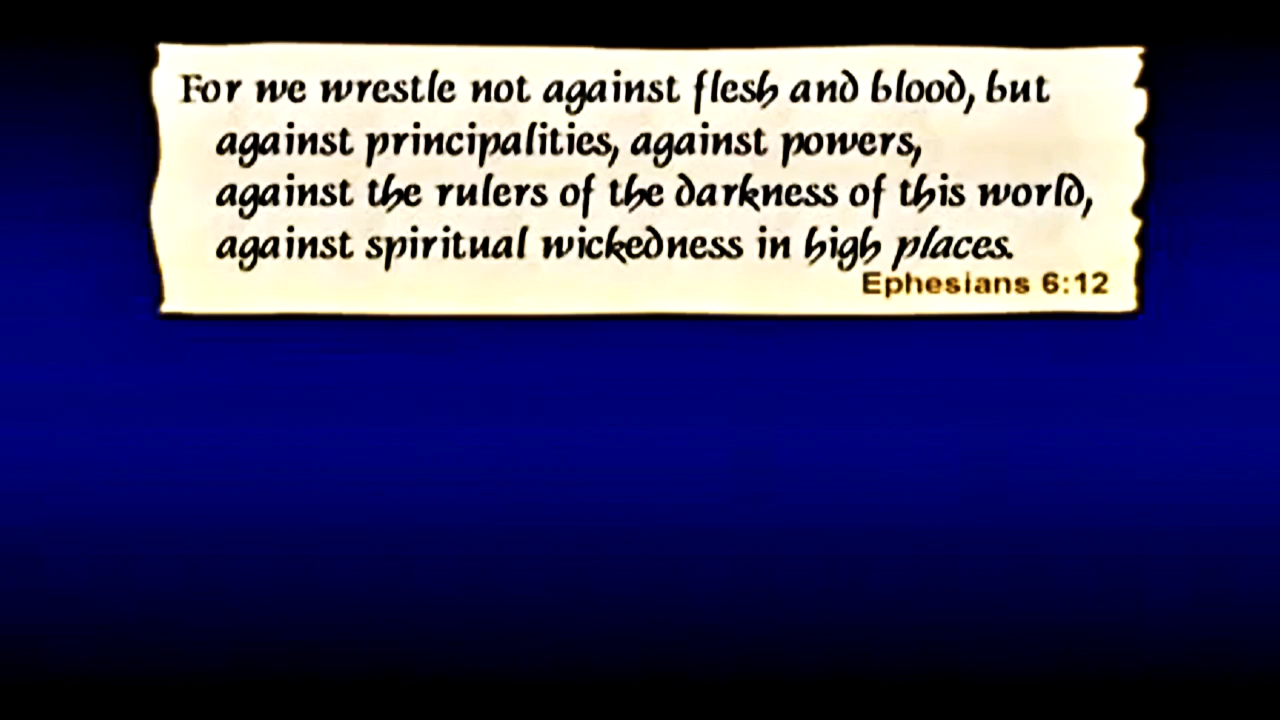 For we wrestle not against flesh and blood, but
against principalities, against powers,
against the rulers of the darkness of this world,
against spiritual wickedness in high places.
Ephesians 6:12